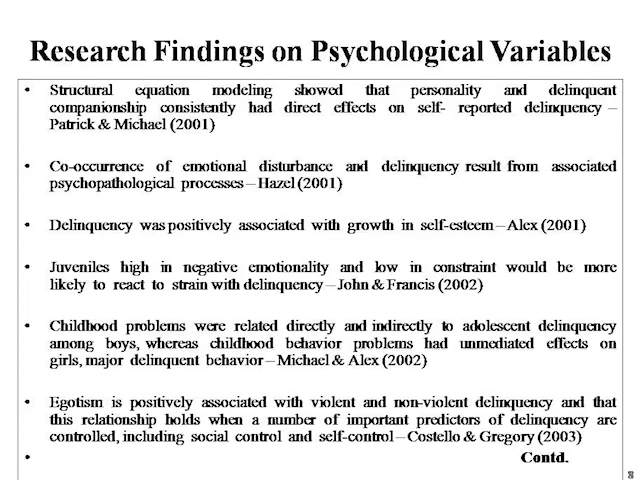 Research Findings on Psychological Variables
• Structural equation modeling showed that personality and delinquent
companionship consistently had direct effects on self- reported delinquency –
Patrick & Michael (2001)
• Co-occurrence of emotional disturbance and delinquency result from associated
psychopathological processes – Hazel (2001)
• Delinquency was positively associated with growth in self-esteem – Alex (2001)
• Juveniles high in negative emotionality and low in constraint would be more
likely to react to strain with delinquency – John & Francis (2002)
• Childhood problems were related directly and indirectly to adolescent delinquency
among boys, whereas childhood behavior problems had unmediated effects on
girls, major delinquent behavior – Michael & Alex (2002)
• Egotism is positively associated with violent and non-violent delinquency and that
this relationship holds when a number of important predictors of delinquency are
controlled, including social control and self-control – Costello & Gregory (2003)
• Contd.